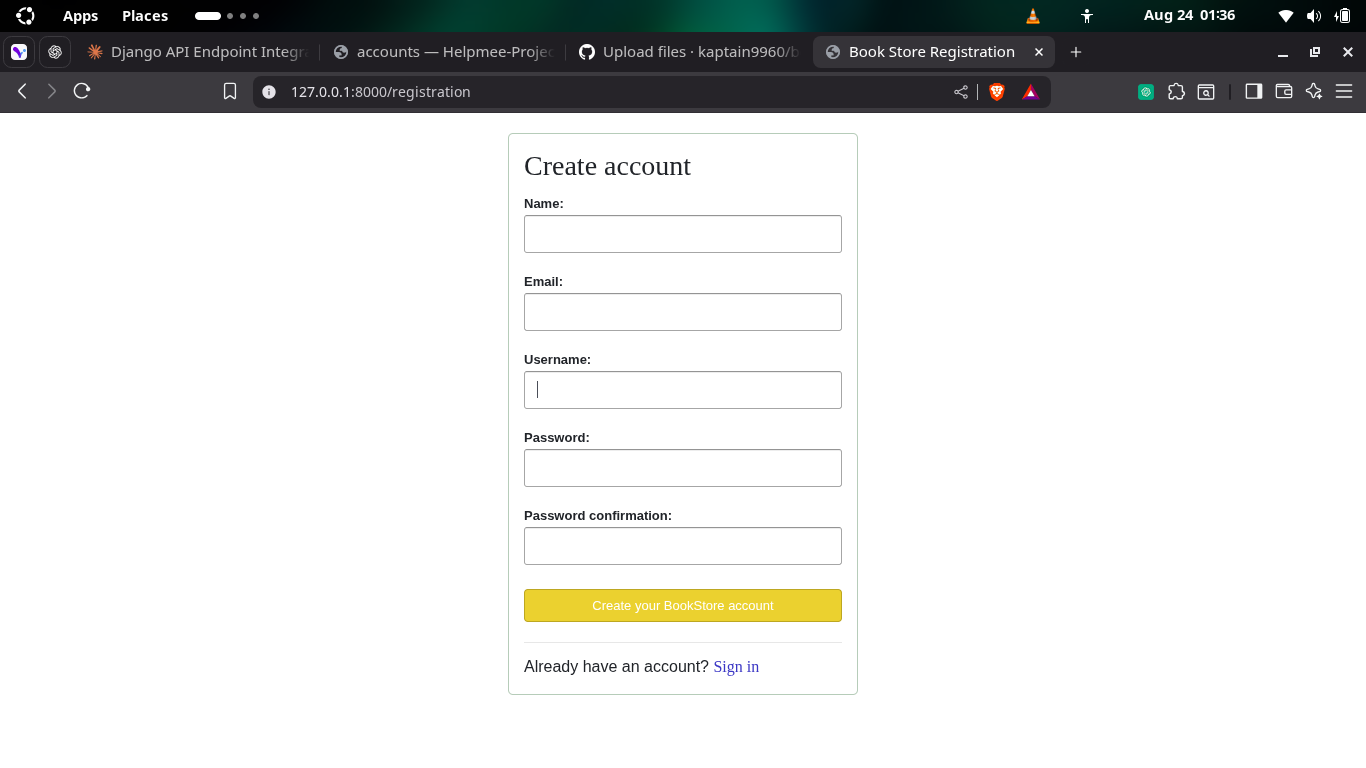 Apps Places Aug 24 01:36
Django API Endpoint Integra accounts — Helpmee-Projec Upload files · kaptain9960/b Book Store Registration
127.0.0.1:8000/registration
Create account
Name:
Email:
Username:
Password:
Password confirmation:
Create your BookStore account
Already have an account? Sign in